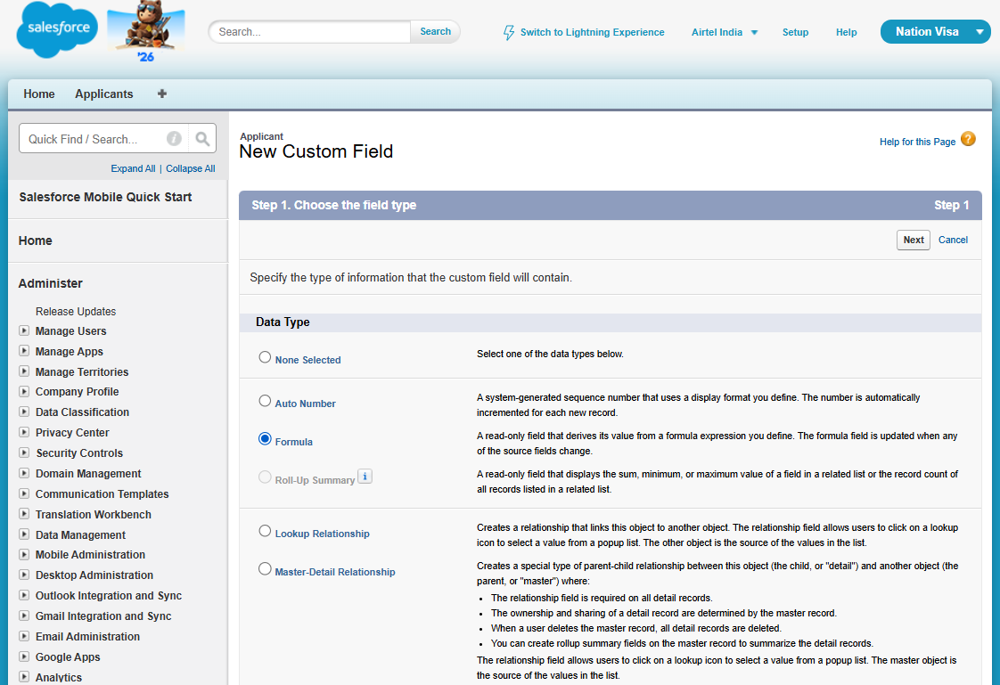 salesforce
'26
Search...
Search
Switch to Lightning Experience
Airtel India
Setup
Help
Nation Visa
Home
Applicants
Quick Find / Search...
Expand All | Collapse All
Salesforce Mobile Quick Start
Home
Administer
Release Updates
Manage Users
Manage Apps
Manage Territories
Company Profile
Data Classification
Privacy Center
Security Controls
Domain Management
Communication Templates
Translation Workbench
Data Management
Mobile Administration
Desktop Administration
Outlook Integration and Sync
Gmail Integration and Sync
Email Administration
Google Apps
Analytics
Applicant
New Custom Field
Help for this Page
Step 1. Choose the field type
Step 1
Next
Cancel
Specify the type of information that the custom field will contain.
Data Type
None Selected
Select one of the data types below.
Auto Number
A system-generated sequence number that uses a display format you define. The number is automatically
incremented for each new record.
Formula
A read-only field that derives its value from a formula expression you define. The formula field is updated when any
of the source fields change.
Roll-Up Summary
A read-only field that displays the sum, minimum, or maximum value of a field in a related list or the record count of
all records listed in a related list.
Lookup Relationship
Creates a relationship that links this object to another object. The relationship field allows users to click on a lookup
icon to select a value from a popup list. The other object is the source of the values in the list.
Master-Detail Relationship
Creates a special type of parent-child relationship between this object (the child, or "detail") and another object (the
parent, or "master") where:
• The relationship field is required on all detail records.
• The ownership and sharing of a detail record are determined by the master record.
• When a user deletes the master record, all detail records are deleted.
• You can create rollup summary fields on the master record to summarize the detail records.
The relationship field allows users to click on a lookup icon to select a value from a popup list. The master object is
the source of the values in the list.